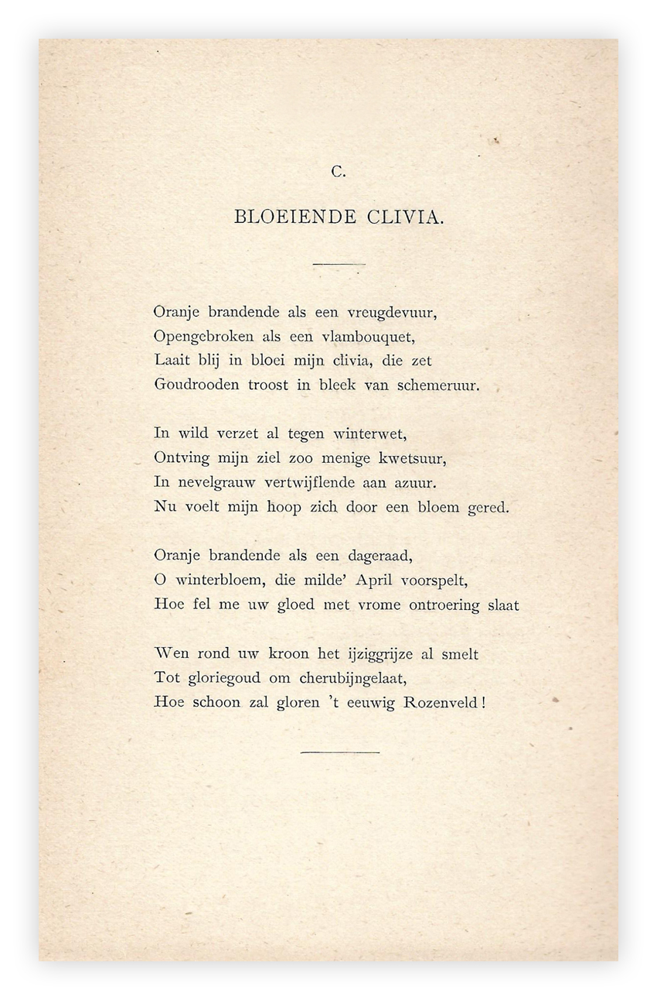 C.
BLOEIENDE CLIVIA.
Oranje brandende als een vreugdevuur,
Opengebroken als een vlambouquet,
Laait blij in bloei mijn clivia, die zet
Goudrooden troost in bleek van schemeruur.
In wild verzet al tegen winterwet,
Ontving mijn ziel zoo menige kwetsuur,
In nevelgrauw vertwijflende aan azuur.
Nu voelt mijn hoop zich door een bloem gered.
Oranje brandende als een dageraad,
O winterbloem, die milde' April voorspelt,
Hoe fel me uw gloed met vrome ontroering slaat
Wen rond uw kroon het ijziggrijze al smelt
Tot gloriegoud om cherubijngelaat,
Hoe schoon zal gloren 't eeuwig Rozenveld !